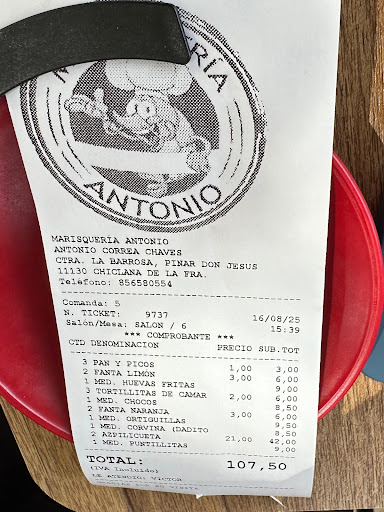 ANTONIO
MARISQUERIA ANTONIO
ANTONIO CORREA CHAVES
CTRA. LA BARROSA, PINAR DON JESUS
11130 CHICLANA DE LA FRA.
Teléfono: 856580554
Comanda: 5
N. TICKET: 9737 16/08/25
Salón/Mesa: SALON / 6 15:39
*** COMPROBANTE ***
CTD DENOMINACION PRECIO SUB.TOT
3 PAN Y PICOS 1,00 3,00
2 FANTA LIMON 3,00 6,00
1 MED. HUEVAS FRITAS 9,00
3 TORTILLITAS DE CAMAR 2,00 6,00
1 MED. CHOCOS 8,50
2 FANTA NARANJA 3,00 6,00
1 MED. ORTIGUILLAS 9,50
1 MED. CORVINA (DADITO 8,50
2 AZPILICUETA 21,00 42,00
1 MED. PUNTILLITAS 9,00
TOTAL: 107,50
(IVA Incluido)
LE ATENDIO: VICTOR